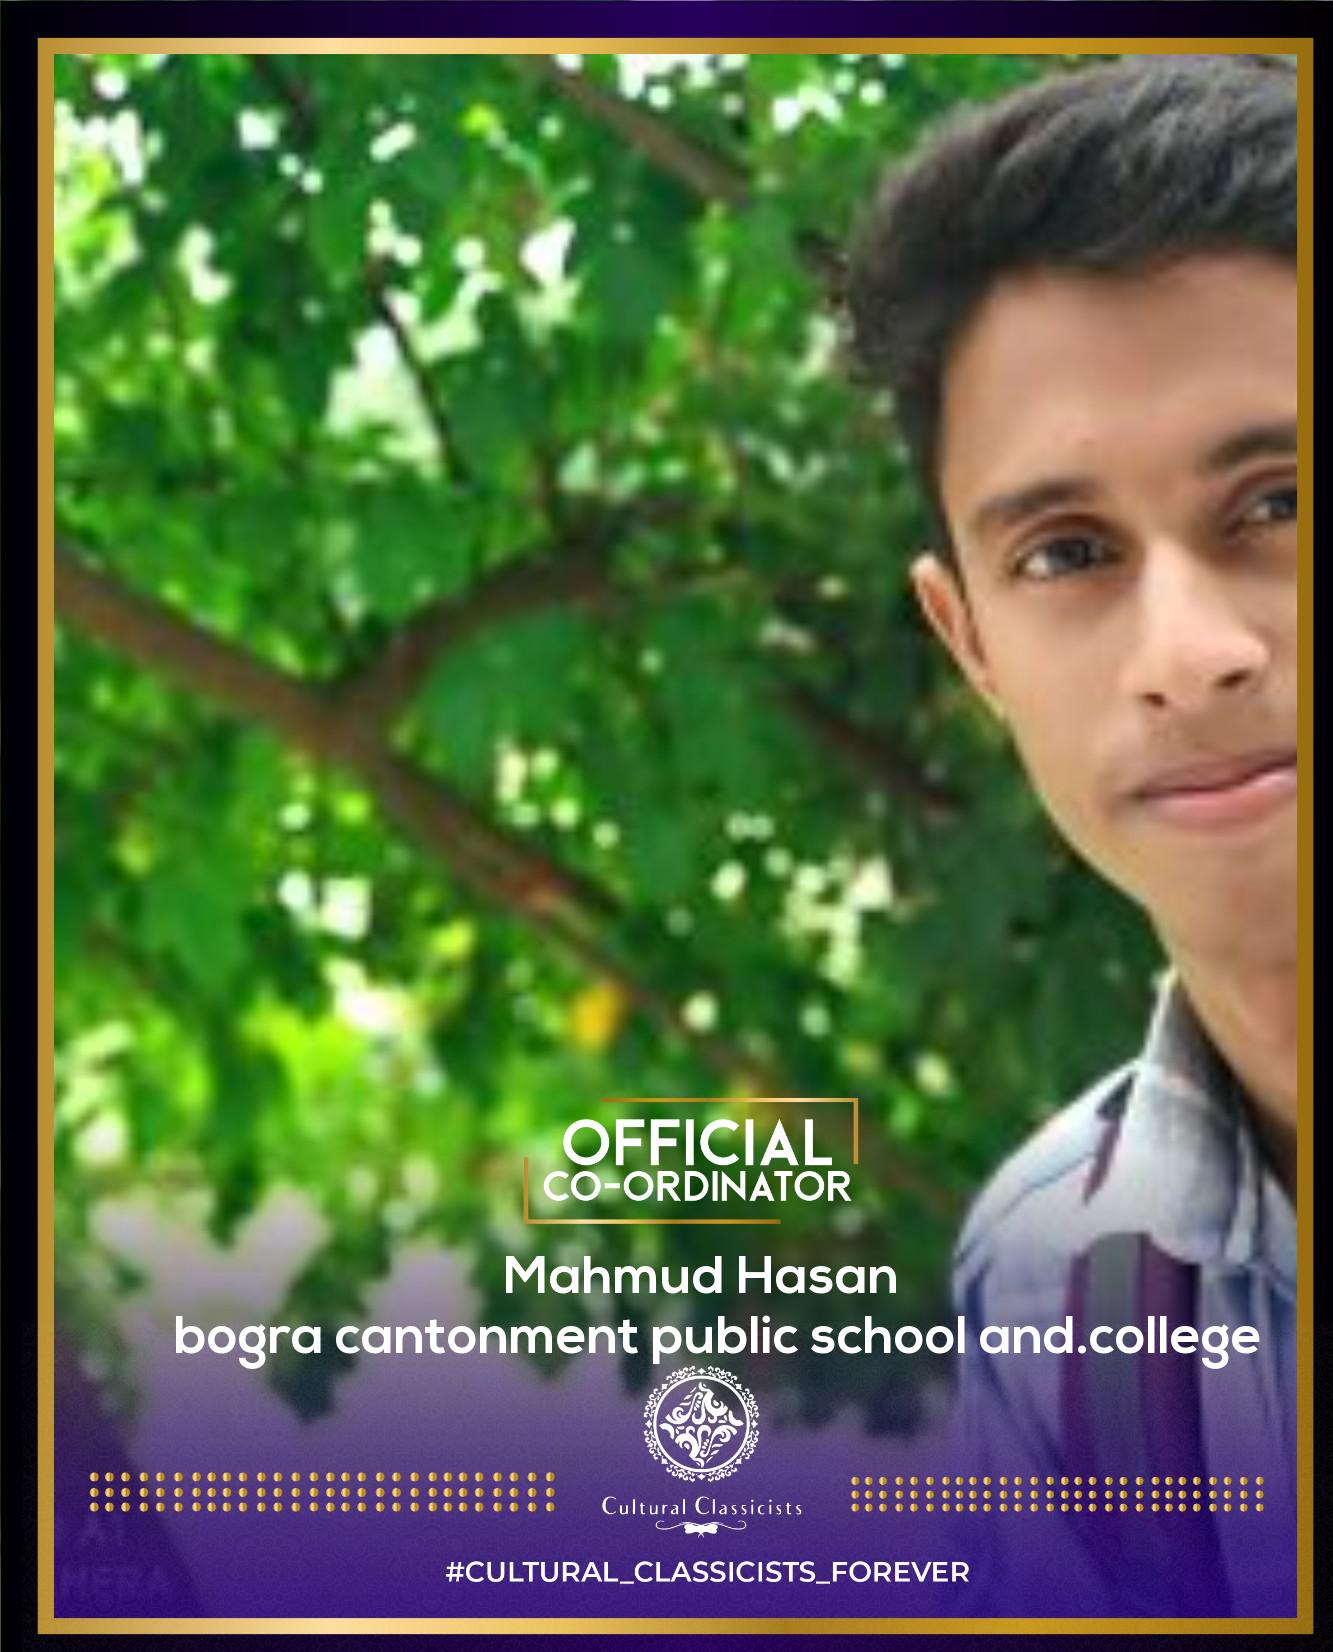 OFFICIAL
CO-ORDINATOR
Mahmud Hasan
bogra cantonment public school and.college
Cultural Classicists
#CULTURAL_CLASSICISTS_FOREVER